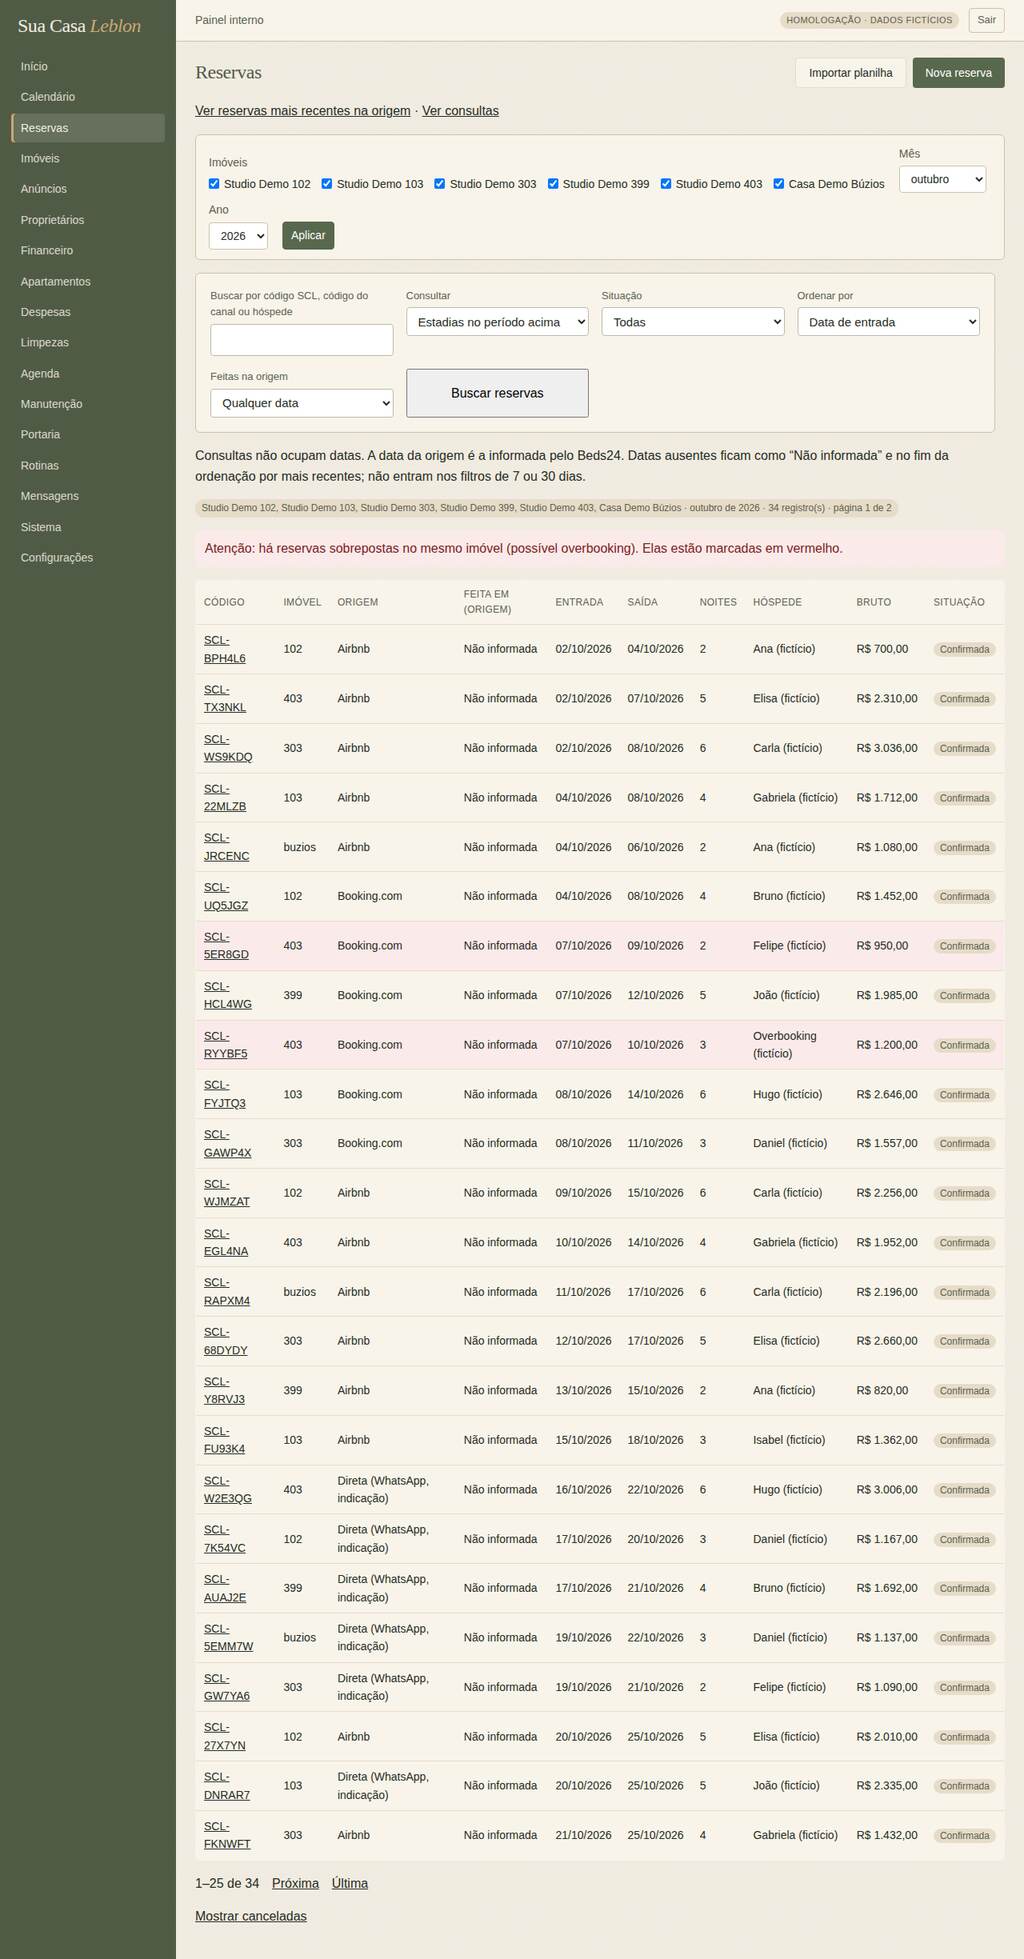 Sua Casa Leblon
Início
Calendário
Reservas
Imóveis
Anúncios
Proprietários
Financeiro
Apartamentos
Despesas
Limpezas
Agenda
Manutenção
Portaria
Rotinas
Mensagens
Sistema
Configurações
Painel interno
HOMOLOGAÇÃO · DADOS FICTÍCIOS
Sair
Reservas
Importar planilha
Nova reserva
Ver reservas mais recentes na origem · Ver consultas
Imóveis
Studio Demo 102 Studio Demo 103 Studio Demo 303 Studio Demo 399 Studio Demo 403 Casa Demo Búzios
Mês
outubro
Ano
2026
Aplicar
Buscar por código SCL, código do
canal ou hóspede
Consultar
Estadias no período acima
Situação
Todas
Ordenar por
Data de entrada
Feitas na origem
Qualquer data
Buscar reservas
Consultas não ocupam datas. A data da origem é a informada pelo Beds24. Datas ausentes ficam como “Não informada” e no fim da
ordenação por mais recentes; não entram nos filtros de 7 ou 30 dias.
Studio Demo 102, Studio Demo 103, Studio Demo 303, Studio Demo 399, Studio Demo 403, Casa Demo Búzios · outubro de 2026 · 34 registro(s) · página 1 de 2
Atenção: há reservas sobrepostas no mesmo imóvel (possível overbooking). Elas estão marcadas em vermelho.
CÓDIGO IMÓVEL ORIGEM FEITA EM (ORIGEM) ENTRADA SAÍDA NOITES HÓSPEDE BRUTO SITUAÇÃO
SCL-BPH4L6 102 Airbnb Não informada 02/10/2026 04/10/2026 2 Ana (fictício) R$ 700,00 Confirmada
SCL-TX3NKL 403 Airbnb Não informada 02/10/2026 07/10/2026 5 Elisa (fictício) R$ 2.310,00 Confirmada
SCL-WS9KDQ 303 Airbnb Não informada 02/10/2026 08/10/2026 6 Carla (fictício) R$ 3.036,00 Confirmada
SCL-22MLZB 103 Airbnb Não informada 04/10/2026 08/10/2026 4 Gabriela (fictício) R$ 1.712,00 Confirmada
SCL-JRCENC buzios Airbnb Não informada 04/10/2026 06/10/2026 2 Ana (fictício) R$ 1.080,00 Confirmada
SCL-UQ5JGZ 102 Booking.com Não informada 04/10/2026 08/10/2026 4 Bruno (fictício) R$ 1.452,00 Confirmada
SCL-5ER8GD 403 Booking.com Não informada 07/10/2026 09/10/2026 2 Felipe (fictício) R$ 950,00 Confirmada
SCL-HCL4WG 399 Booking.com Não informada 07/10/2026 12/10/2026 5 João (fictício) R$ 1.985,00 Confirmada
SCL-RYYBF5 403 Booking.com Não informada 07/10/2026 10/10/2026 3 Overbooking (fictício) R$ 1.200,00 Confirmada
SCL-FYJTQ3 103 Booking.com Não informada 08/10/2026 14/10/2026 6 Hugo (fictício) R$ 2.646,00 Confirmada
SCL-GAWP4X 303 Booking.com Não informada 08/10/2026 11/10/2026 3 Daniel (fictício) R$ 1.557,00 Confirmada
SCL-WJMZAT 102 Airbnb Não informada 09/10/2026 15/10/2026 6 Carla (fictício) R$ 2.256,00 Confirmada
SCL-EGL4NA 403 Airbnb Não informada 10/10/2026 14/10/2026 4 Gabriela (fictício) R$ 1.952,00 Confirmada
SCL-RAPXM4 buzios Airbnb Não informada 11/10/2026 17/10/2026 6 Carla (fictício) R$ 2.196,00 Confirmada
SCL-68DYDY 303 Airbnb Não informada 12/10/2026 17/10/2026 5 Elisa (fictício) R$ 2.660,00 Confirmada
SCL-Y8RVJ3 399 Airbnb Não informada 13/10/2026 15/10/2026 2 Ana (fictício) R$ 820,00 Confirmada
SCL-FU93K4 103 Airbnb Não informada 15/10/2026 18/10/2026 3 Isabel (fictício) R$ 1.362,00 Confirmada
SCL-W2E3QG 403 Direta (WhatsApp, indicação) Não informada 16/10/2026 22/10/2026 6 Hugo (fictício) R$ 3.006,00 Confirmada
SCL-7K54VC 102 Direta (WhatsApp, indicação) Não informada 17/10/2026 20/10/2026 3 Daniel (fictício) R$ 1.167,00 Confirmada
SCL-AUAJ2E 399 Direta (WhatsApp, indicação) Não informada 17/10/2026 21/10/2026 4 Bruno (fictício) R$ 1.692,00 Confirmada
SCL-5EMM7W buzios Direta (WhatsApp, indicação) Não informada 19/10/2026 22/10/2026 3 Daniel (fictício) R$ 1.137,00 Confirmada
SCL-GW7YA6 303 Direta (WhatsApp, indicação) Não informada 19/10/2026 21/10/2026 2 Felipe (fictício) R$ 1.090,00 Confirmada
SCL-27X7YN 102 Airbnb Não informada 20/10/2026 25/10/2026 5 Elisa (fictício) R$ 2.010,00 Confirmada
SCL-DNRAR7 103 Direta (WhatsApp, indicação) Não informada 20/10/2026 25/10/2026 5 João (fictício) R$ 2.335,00 Confirmada
SCL-FKNWFT 303 Airbnb Não informada 21/10/2026 25/10/2026 4 Gabriela (fictício) R$ 1.432,00 Confirmada
1–25 de 34 Próxima Última
Mostrar canceladas